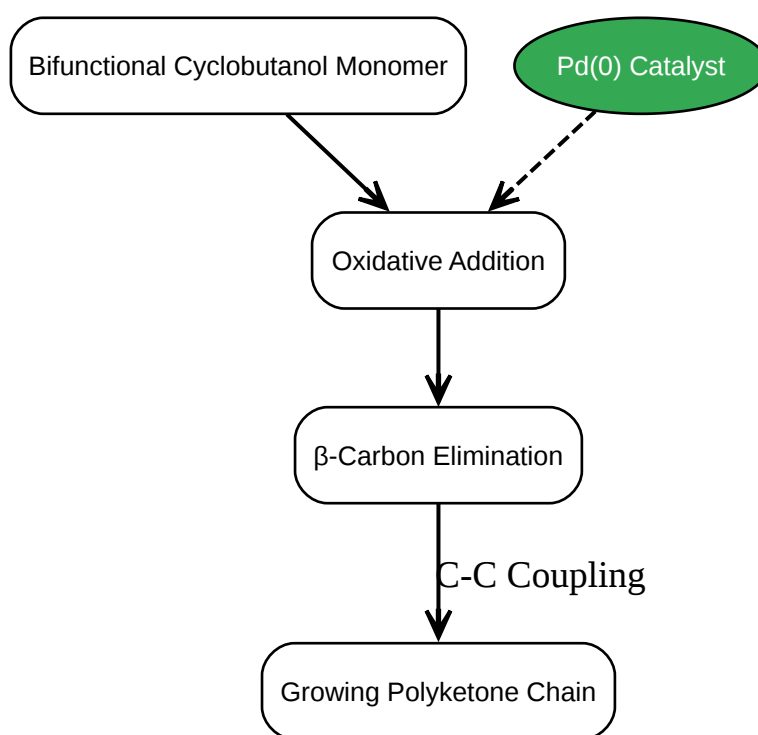 Bifunctional Cyclobutanol Monomer
Pd(0) Catalyst
Oxidative Addition
β-Carbon Elimination
C-C Coupling
Growing Polyketone Chain